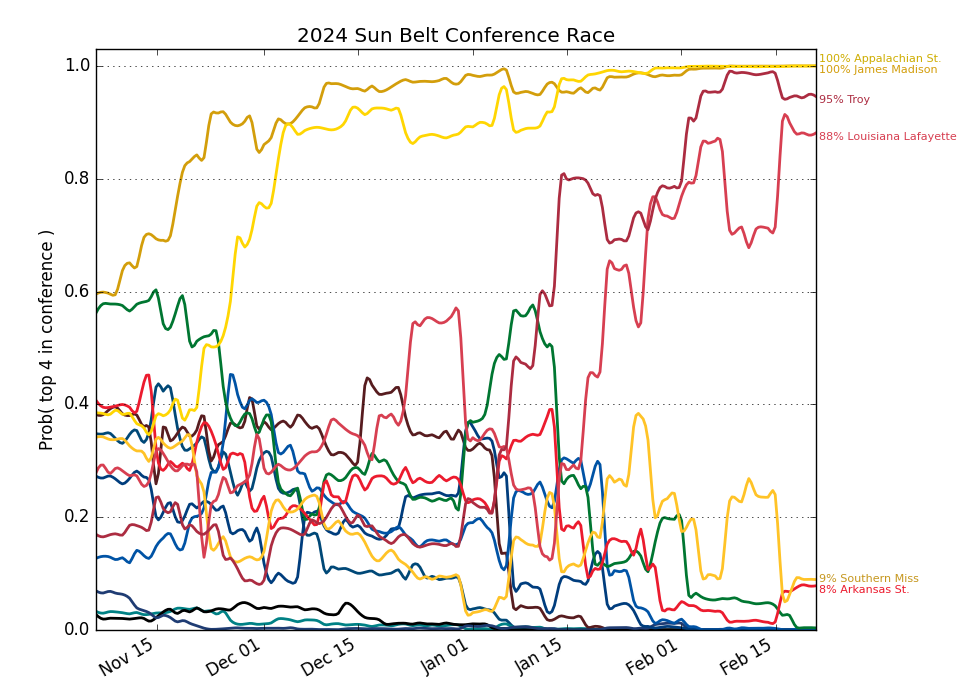 2024 Sun Belt Conference Race
Prob( top 4 in conference )
1.0
0.8
0.6
0.4
0.2
0.0
Nov 15
Dec 01
Dec 15
Jan 01
Jan 15
Feb 01
Feb 15
100% Appalachian St.
100% James Madison
95% Troy
88% Louisiana Lafayette
9% Southern Miss
8% Arkansas St.